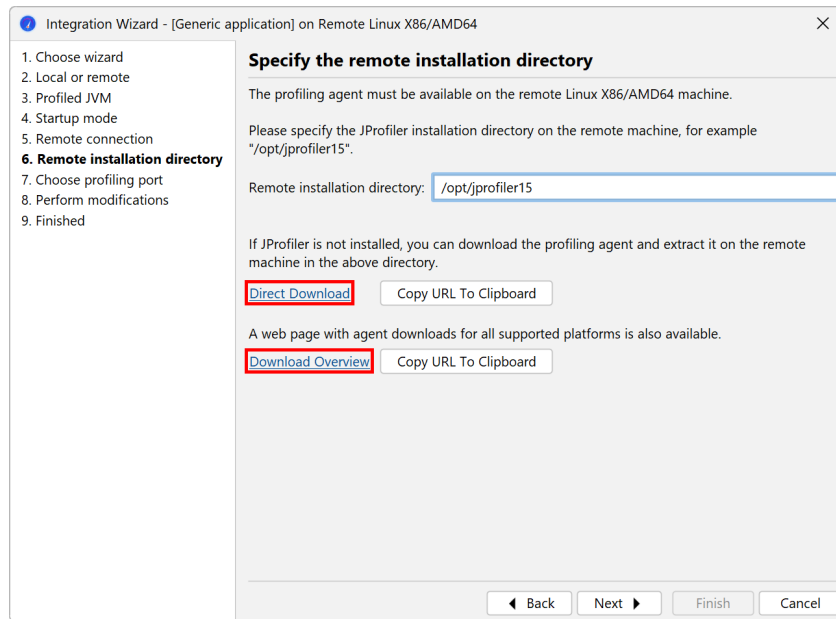 Integration Wizard - [Generic application] on Remote Linux X86/AMD64
1. Choose wizard
2. Local or remote
3. Profiled JVM
4. Startup mode
5. Remote connection
6. Remote installation directory
7. Choose profiling port
8. Perform modifications
9. Finished
Specify the remote installation directory
The profiling agent must be available on the remote Linux X86/AMD64 machine.
Please specify the JProfiler installation directory on the remote machine, for example
"/opt/jprofiler15".
Remote installation directory: /opt/jprofiler15
If JProfiler is not installed, you can download the profiling agent and extract it on the remote
machine in the above directory.
Direct Download Copy URL To Clipboard
A web page with agent downloads for all supported platforms is also available.
Download Overview Copy URL To Clipboard
Back Next Finish Cancel